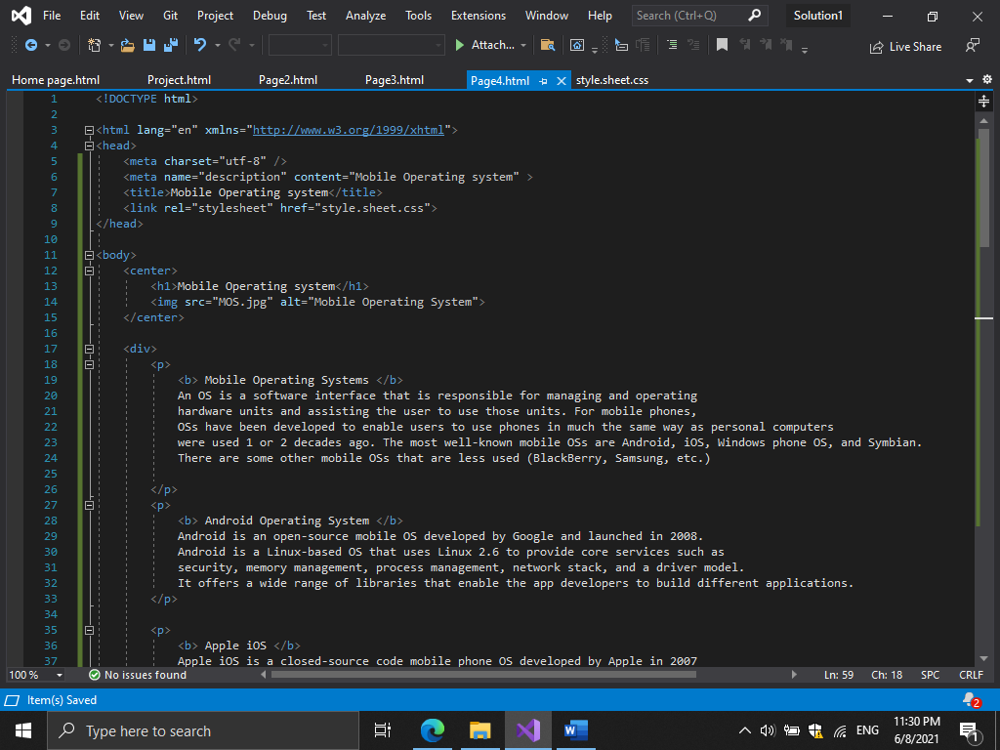 File Edit View Git Project Debug Test Analyze Tools Extensions Window Help Search (Ctrl+Q) Solution1
Attach... Live Share
Home page.html Project.html Page2.html Page3.html Page4.html style.sheet.css
1 <!DOCTYPE html>
2
3 <html lang="en" xmlns="http://www.w3.org/1999/xhtml">
4 <head>
5 <meta charset="utf-8" />
6 <meta name="description" content="Mobile Operating system" >
7 <title>Mobile Operating system</title>
8 <link rel="stylesheet" href="style.sheet.css">
9 </head>
10
11 <body>
12 <center>
13 <h1>Mobile Operating system</h1>
14 <img src="MOS.jpg" alt="Mobile Operating System">
15 </center>
16
17 <div>
18 <p>
19 <b> Mobile Operating Systems </b>
20 An OS is a software interface that is responsible for managing and operating
21 hardware units and assisting the user to use those units. For mobile phones,
22 OSs have been developed to enable users to use phones in much the same way as personal computers
23 were used 1 or 2 decades ago. The most well-known mobile OSs are Android, iOS, Windows phone OS, and Symbian.
24 There are some other mobile OSs that are less used (BlackBerry, Samsung, etc.)
25
26 </p>
27 <p>
28 <b> Android Operating System </b>
29 Android is an open-source mobile OS developed by Google and launched in 2008.
30 Android is a Linux-based OS that uses Linux 2.6 to provide core services such as
31 security, memory management, process management, network stack, and a driver model.
32 It offers a wide range of libraries that enable the app developers to build different applications.
33 </p>
34
35 <p>
36 <b> Apple iOS </b>
37 Apple iOS is a closed-source code mobile phone OS developed by Apple in 2007
100 % No issues found Ln: 59 Ch: 18 SPC CRLF
Item(s) Saved 2
Type here to search ENG 11:30 PM
6/8/2021 1